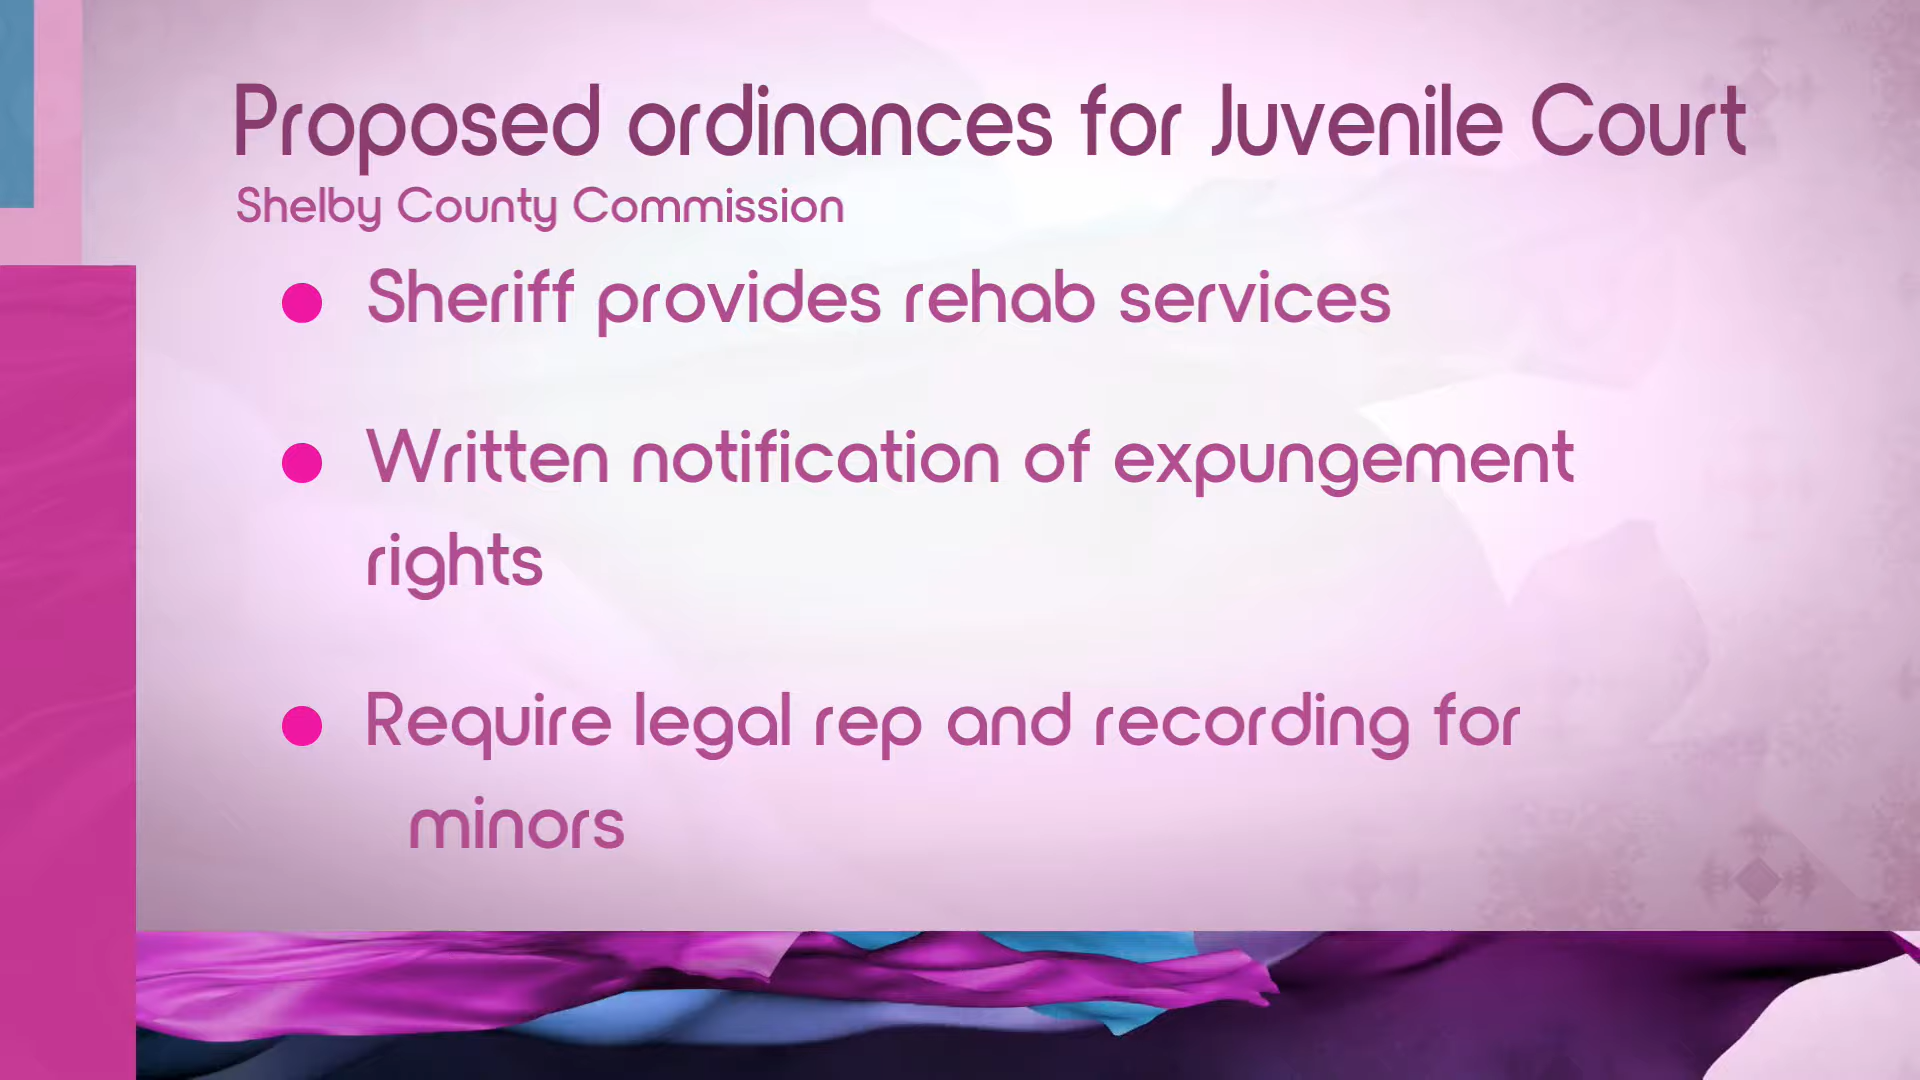 Proposed ordinances for Juvenile Court
Shelby County Commission
Sheriff provides rehab services
Written notification of expungement
rights
Require legal rep and recording for
minors